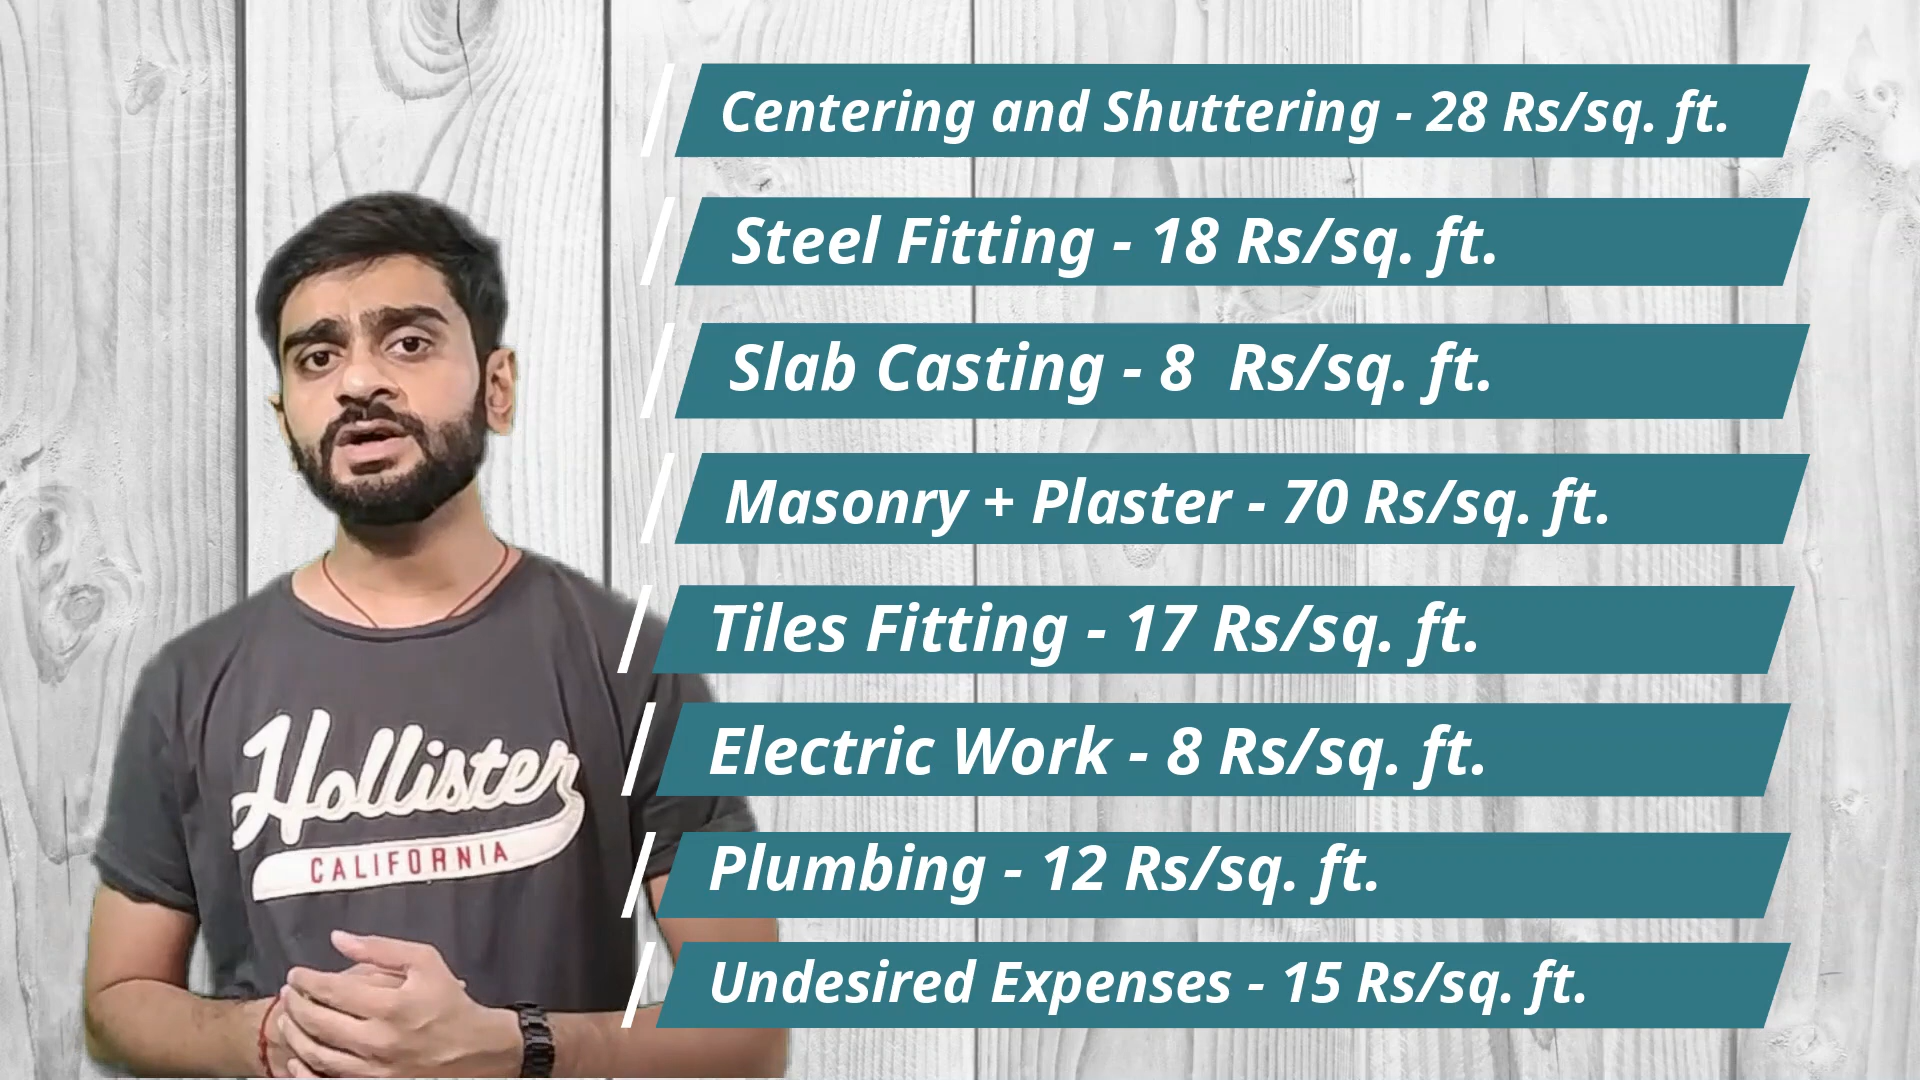 Centering and Shuttering - 28 Rs/sq. ft.
Steel Fitting - 18 Rs/sq. ft.
Slab Casting - 8 Rs/sq. ft.
Masonry + Plaster - 70 Rs/sq. ft.
Tiles Fitting - 17 Rs/sq. ft.
Electric Work - 8 Rs/sq. ft.
Plumbing - 12 Rs/sq. ft.
Undesired Expenses - 15 Rs/sq. ft.
Hollister
CALIFORNIA